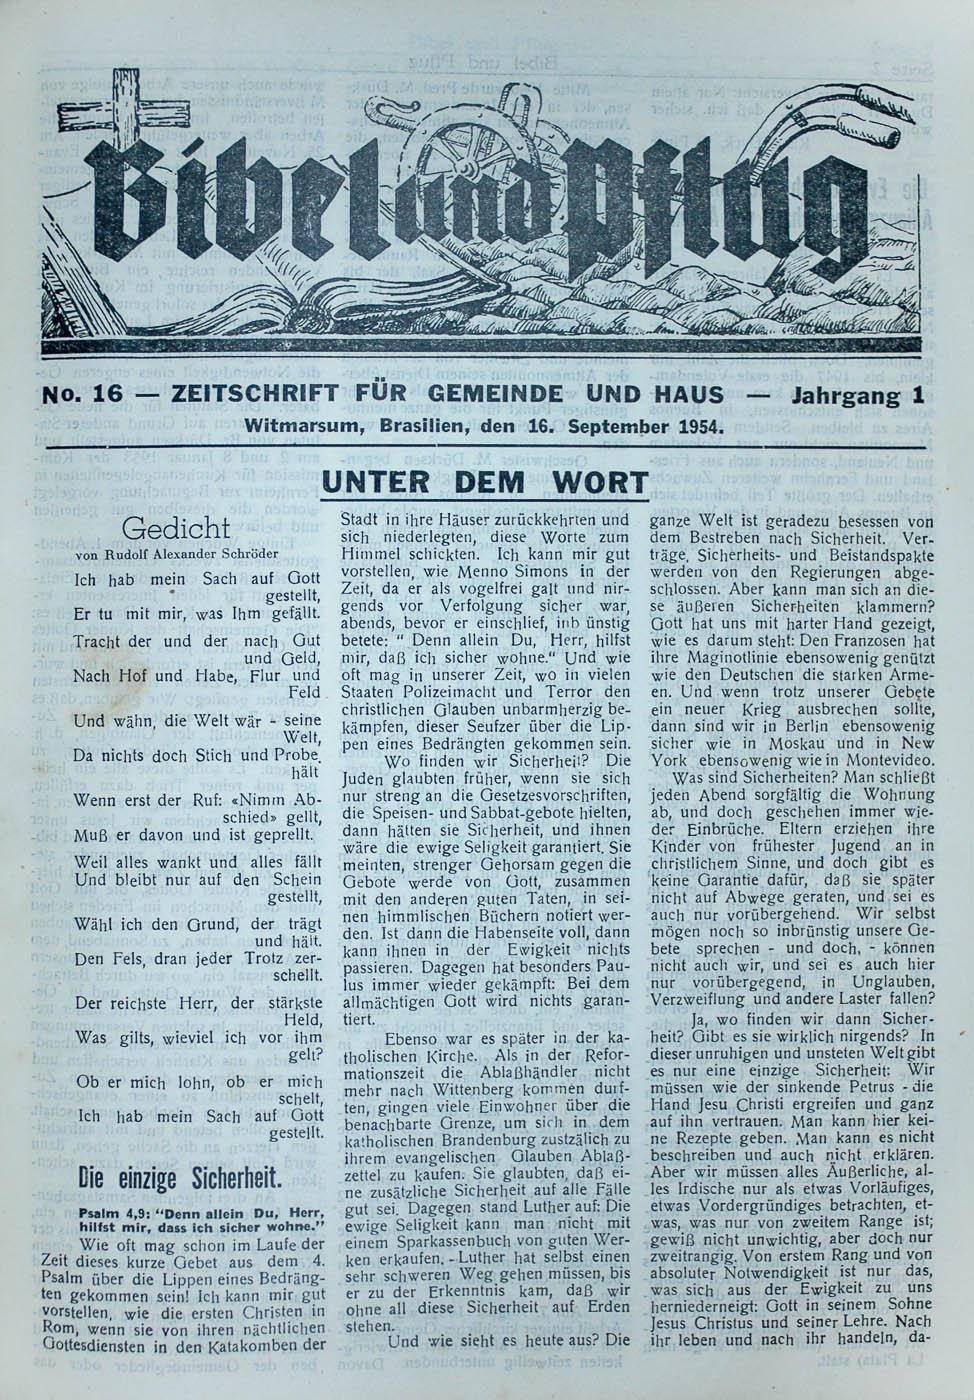 Bibel und Pflug
No. 16 — ZEITSCHRIFT FÜR GEMEINDE UND HAUS — Jahrgang 1
Witmarsum, Brasilien, den 16. September 1954.
UNTER DEM WORT
Gedicht
von Rudolf Alexander Schröder
Ich hab mein Sach auf Gott
gestellt,
Er tu mit mir, was Ihm gefällt.
Tracht der und der nach Gut
und Geld,
Nach Hof und Habe, Flur und
Feld
Und wähn, die Welt wär - seine
Welt,
Da nichts doch Stich und Probe
hält
Wenn erst der Ruf: «Nimm Ab-
schied» gellt,
Muß er davon und ist geprellt.
Weil alles wankt und alles fällt
Und bleibt nur auf den Schein
gestellt,
Wähl ich den Grund, der trägt
und hält.
Den Fels, dran jeder Trotz zer-
schellt.
Der reichste Herr, der stärkste
Held,
Was gilts, wieviel ich vor ihm
gelt?
Ob er mich lohn, ob er mich
schelt,
Ich hab mein Sach auf Gott
gestellt.
Die einzige Sicherheit.
Psalm 4,9: "Denn allein Du, Herr,
hilfst mir, dass ich sicher wohne."
Wie oft mag schon im Laufe der
Zeit dieses kurze Gebet aus dem 4.
Psalm über die Lippen eines Bedräng-
ten gekommen sein! Ich kann mir gut
vorstellen, wie die ersten Christen in
Rom, wenn sie von ihren nächtlichen
Gottesdiensten in den Katakomben der
Stadt in ihre Häuser zurückkehrten und
sich niederlegten, diese Worte zum
Himmel schickten. Ich kann mir gut
vorstellen, wie Menno Simons in der
Zeit, da er als vogelfrei galt und nir-
gends vor Verfolgung sicher war,
abends, bevor er einschlief, inb ünstig
betete: " Denn allein Du, Herr, hilfst
mir, daß ich sicher wohne." Und wie
oft mag in unserer Zeit, wo in vielen
Staaten Polizeimacht und Terror den
christlichen Glauben unbarmherzig be-
kämpfen, dieser Seufzer über die Lip-
pen eines Bedrängten gekommen sein.
Wo finden wir Sicherheit? Die
Juden glaubten früher, wenn sie sich
nur streng an die Gesetzesvorschriften,
die Speisen- und Sabbat-gebote hielten,
dann hätten sie Sicherheit, und ihnen
wäre die ewige Seligkeit garantiert. Sie
meinten, strenger Gehorsam gegen die
Gebote werde von Gott, zusammen
mit den anderen guten Taten, in sei-
nen himmlischen Büchern notiert wer-
den. Ist dann die Habenseite voll, dann
kann ihnen in der Ewigkeit nichts
passieren. Dagegen hat besonders Pau-
lus immer wieder gekämpft: Bei dem
allmächtigen Gott wird nichts garan-
tiert.
Ebenso war es später in der ka-
tholischen Kirche. Als in der Refor-
mationszeit die Ablaßhändler nicht
mehr nach Wittenberg kommen durf-
ten, gingen viele Einwohner über die
benachbarte Grenze, um sich in dem
katholischen Brandenburg zustzälich zu
ihrem evangelischen Glauben Ablaß-
zettel zu kaufen. Sie glaubten, daß ei-
ne zusätzliche Sicherheit auf alle Fälle
gut sei. Dagegen stand Luther auf: Die
ewige Seligkeit kann man nicht mit
einem Sparkassenbuch von guten Wer-
ken erkaufen. - Luther hat selbst einen
sehr schweren Weg gehen müssen, bis
er zu der Erkenntnis kam, daß wir
ohne all diese Sicherheit auf Erden
stehen.
Und wie sieht es heute aus? Die
ganze Welt ist geradezu besessen von
dem Bestreben nach Sicherheit. Ver-
träge, Sicherheits- und Beistandspakte
werden von den Regierungen abge-
schlossen. Aber kann man sich an die-
se äußeren Sicherheiten klammern?
Gott hat uns mit harter Hand gezeigt,
wie es darum steht: Den Franzosen hat
ihre Maginotlinie ebensowenig genützt
wie den Deutschen die starken Arme-
en. Und wenn trotz unserer Gebete
ein neuer Krieg ausbrechen sollte,
dann sind wir in Berlin ebensowenig
sicher wie in Moskau und in New
York ebensowenig wie in Montevideo.
Was sind Sicherheiten? Man schließt
jeden Abend sorgfältig die Wohnung
ab, und doch geschehen immer wie-
der Einbrüche. Eltern erziehen ihre
Kinder von frühester Jugend an in
christlichem Sinne, und doch gibt es
keine Garantie dafür, daß sie später
nicht auf Abwege geraten, und sei es
auch nur vorübergehend. Wir selbst
mögen noch so inbrünstig unsere Ge-
bete sprechen - und doch, - können
nicht auch wir, und sei es auch hier
nur vorübergegend, in Unglauben,
Verzweiflung und andere Laster fallen?
Ja, wo finden wir dann Sicher-
heit? Gibt es sie wirklich nirgends? In
dieser unruhigen und unsteten Welt gibt
es nur eine einzige Sicherheit: Wir
müssen wie der sinkende Petrus - die
Hand Jesu Christi ergreifen und ganz
auf ihn vertrauen. Man kann hier kei-
ne Rezepte geben. Man kann es nicht
beschreiben und auch nicht erklären.
Aber wir müssen alles Äußerliche, al-
les Irdische nur als etwas Vorläufiges,
etwas Vordergründiges betrachten, et-
was, was nur von zweitem Range ist;
gewiß nicht unwichtig, aber doch nur
zweitrangig. Von erstem Rang und von
absoluter Notwendigkeit ist nur das,
was sich aus der Ewigkeit zu uns
herniederneigt: Gott in seinem Sohne
Jesus Christus und seiner Lehre. Nach
ihr leben und nach ihr handeln, da-